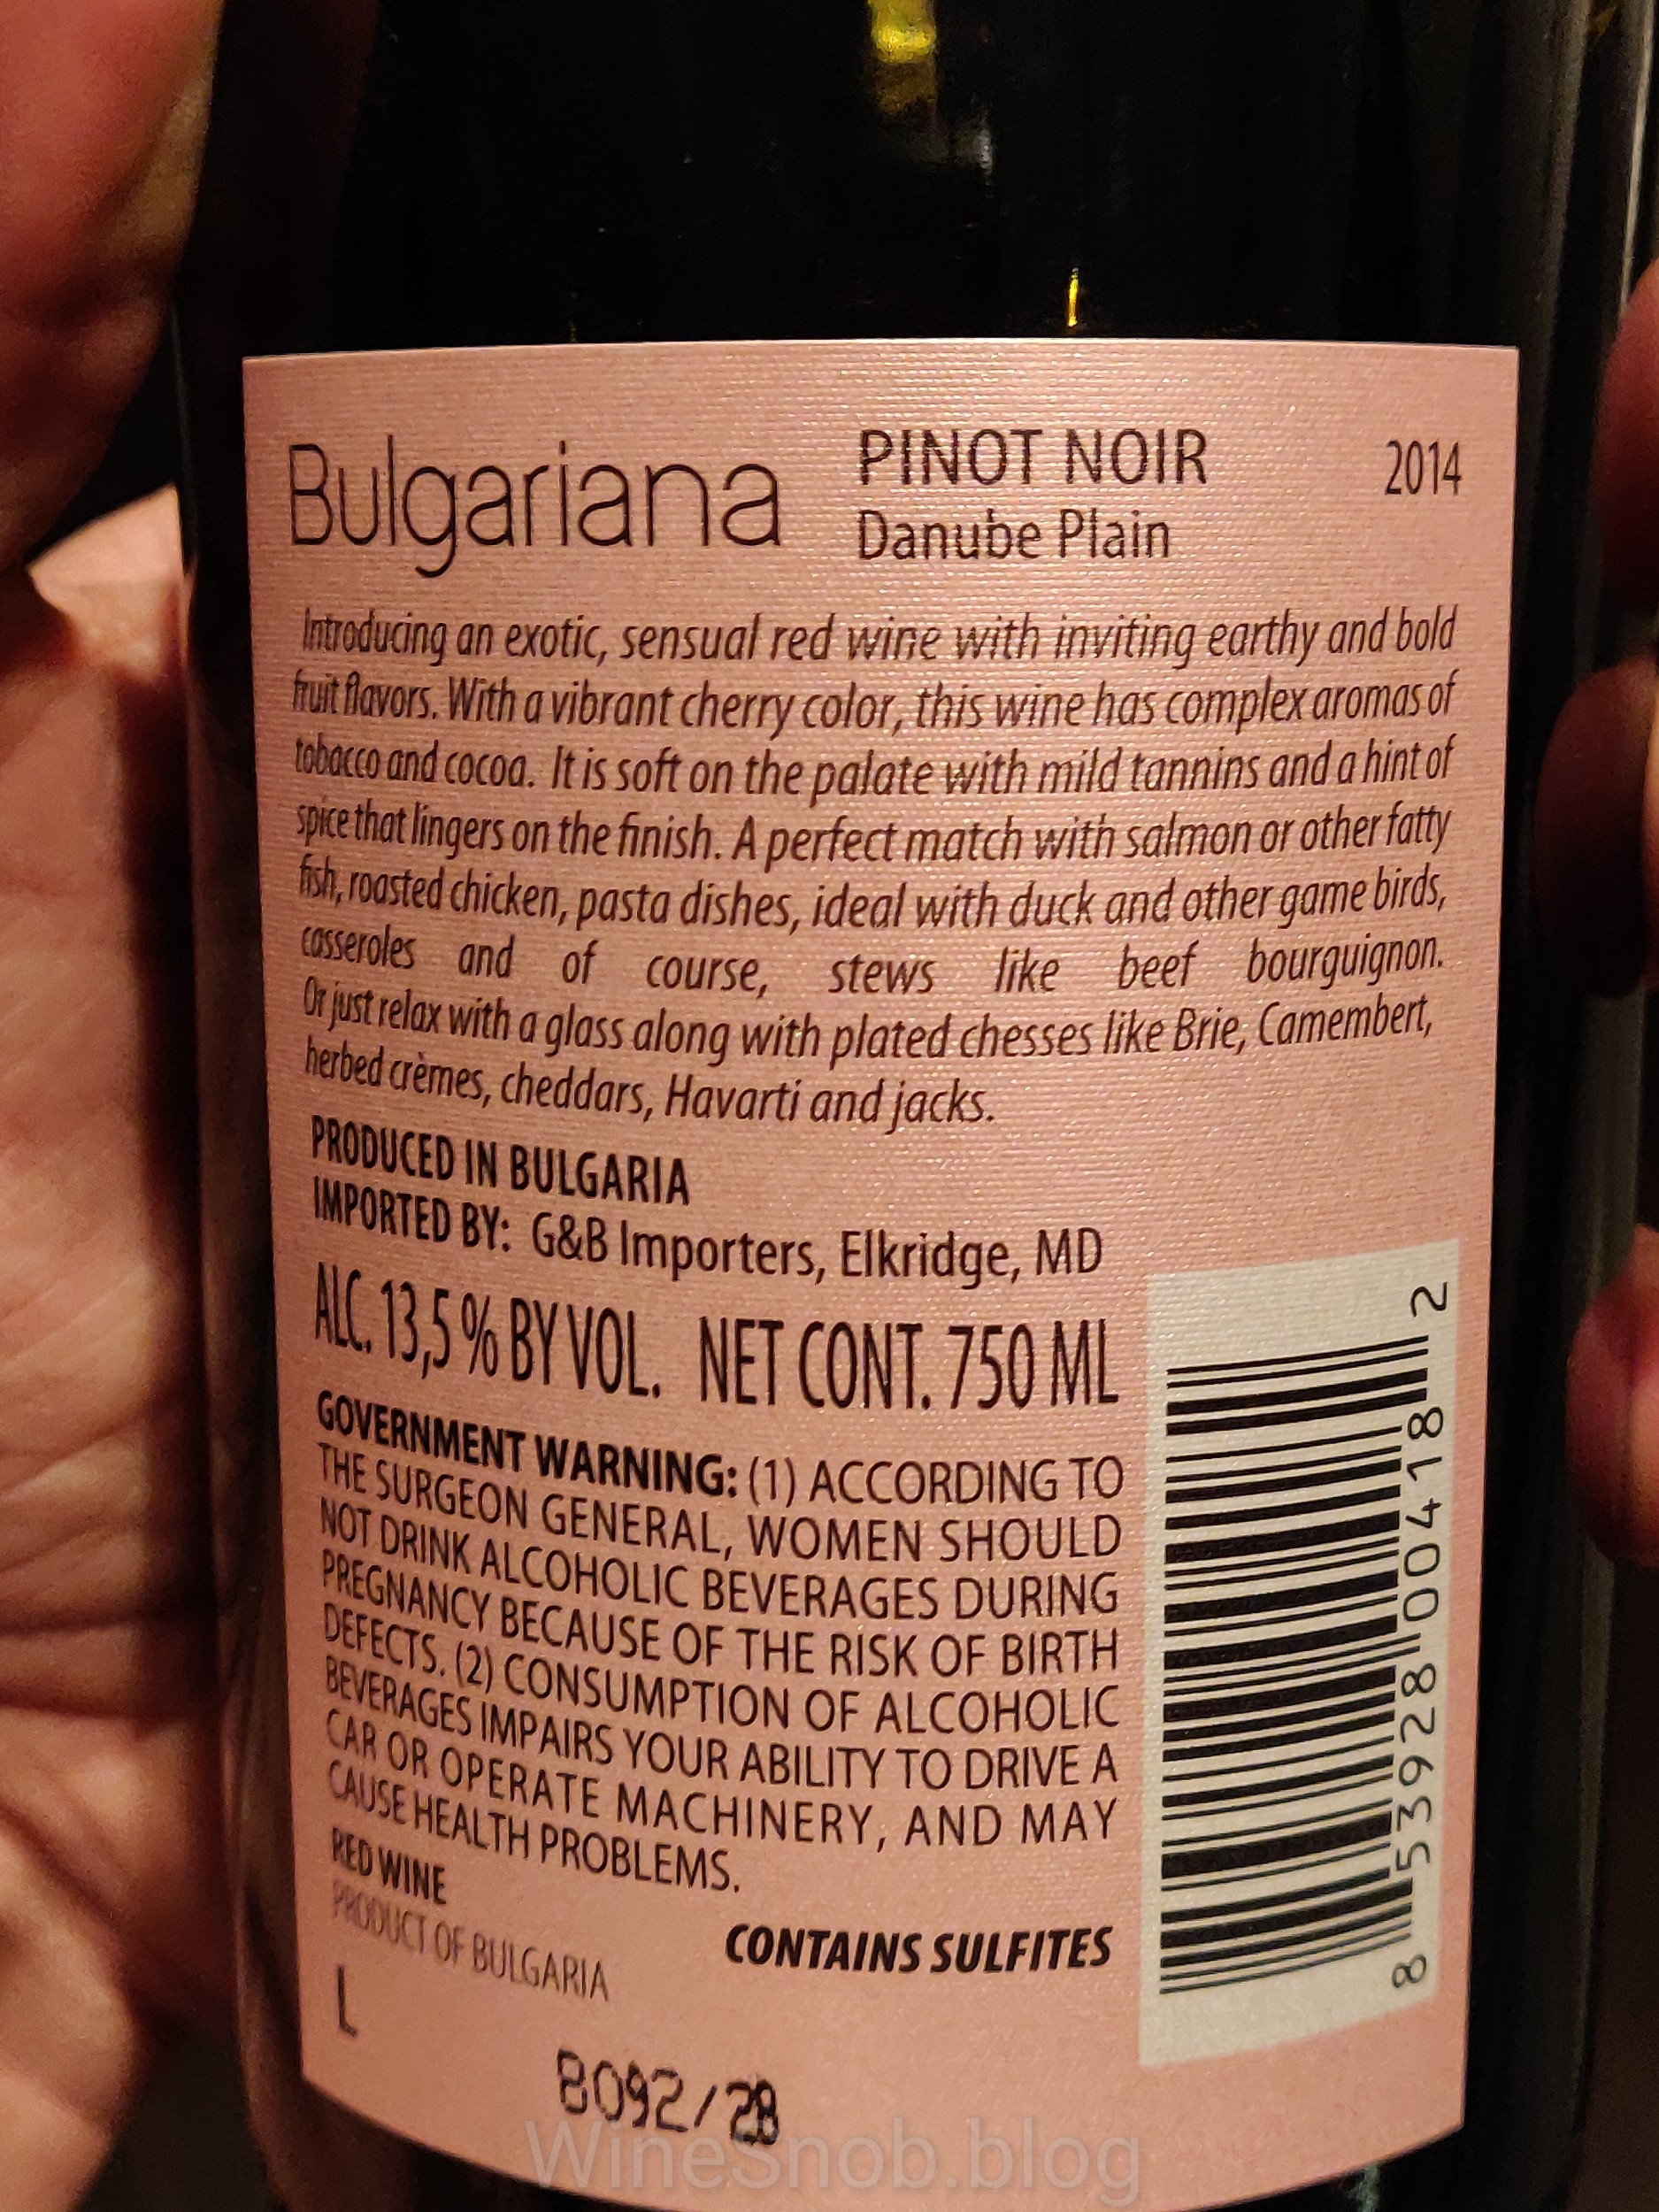 Bulgariana
PINOT NOIR
2014
Danube Plain
Introducing an exotic, sensual red wine with inviting earthy and bold
fruit flavors. With a vibrant cherry color, this wine has complex aromas of
tobacco and cocoa. It is soft on the palate with mild tannins and a hint of
spice that lingers on the finish. A perfect match with salmon or other fatty
fish, roasted chicken, pasta dishes, ideal with duck and other game birds,
casseroles and of course, stews like beef bourguignon.
Or just relax with a glass along with plated chesses like Brie, Camembert,
herbed crèmes, cheddars, Havarti and jacks.
PRODUCED IN BULGARIA
IMPORTED BY: G&B Importers, Elkridge, MD
ALC. 13,5 % BY VOL. NET CONT. 750 ML
GOVERNMENT WARNING: (1) ACCORDING TO
THE SURGEON GENERAL, WOMEN SHOULD
NOT DRINK ALCOHOLIC BEVERAGES DURING
PREGNANCY BECAUSE OF THE RISK OF BIRTH
DEFECTS. (2) CONSUMPTION OF ALCOHOLIC
BEVERAGES IMPAIRS YOUR ABILITY TO DRIVE A
CAR OR OPERATE MACHINERY, AND MAY
CAUSE HEALTH PROBLEMS.
RED WINE
PRODUCT OF BULGARIA
CONTAINS SULFITES
L
8092/28
8 53928 00418 2
WineSnob.blog